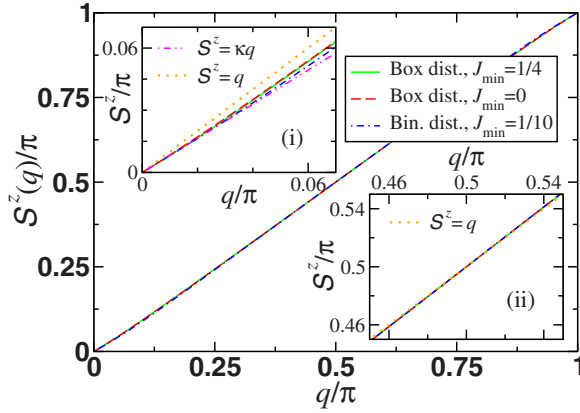 1
0.75
0.5
0.25
0
S^z(q)/π
0 0.25 0.5 0.75 1
q/π
0.06
0
S^z/π
S^z=κq
S^z=q
(i)
0 0.06
q/π
Box dist., J_min=1/4
Box dist., J_min=0
Bin. dist., J_min=1/10
q/π
0.46 0.5 0.54
0.54
0.5
0.46
S^z/π
S^z=q
(ii)